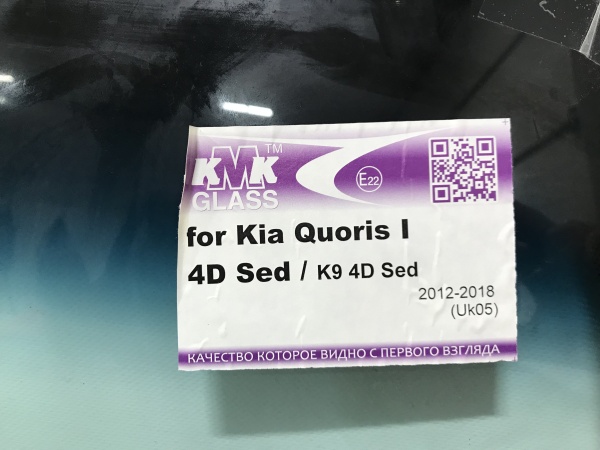 KMK™
GLASS
E22
for Kia Quoris I
4D Sed / K9 4D Sed
2012-2018
(Uk05)
КАЧЕСТВО КОТОРОЕ ВИДНО С ПЕРВОГО ВЗГЛЯДА